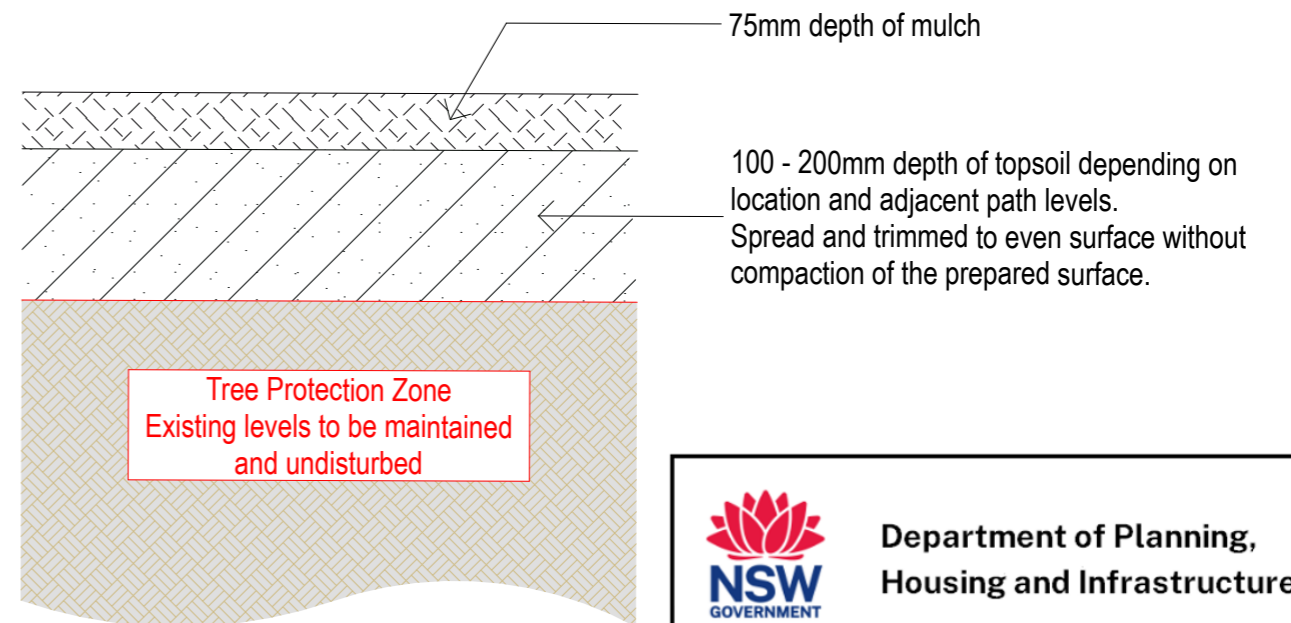 75mm depth of mulch
100 - 200mm depth of topsoil depending on
location and adjacent path levels.
Spread and trimmed to even surface without
compaction of the prepared surface.
Tree Protection Zone
Existing levels to be maintained
and undisturbed
NSW
GOVERNMENT
Department of Planning,
Housing and Infrastructure